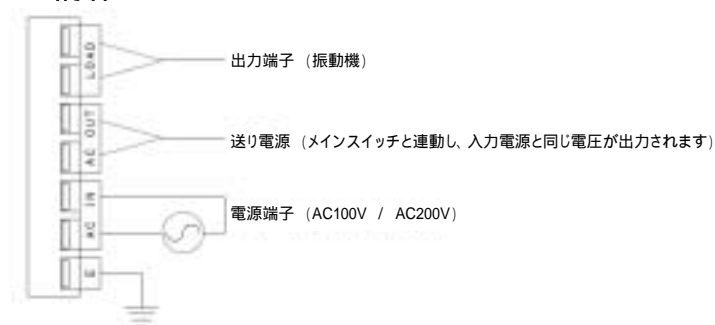 LOAD
出力端子 (振動機)
AC OUT
送り電源 (メインスイッチと連動し、入力電源と同じ電圧が出力されます)
AC IN
電源端子 (AC100V / AC200V)
E